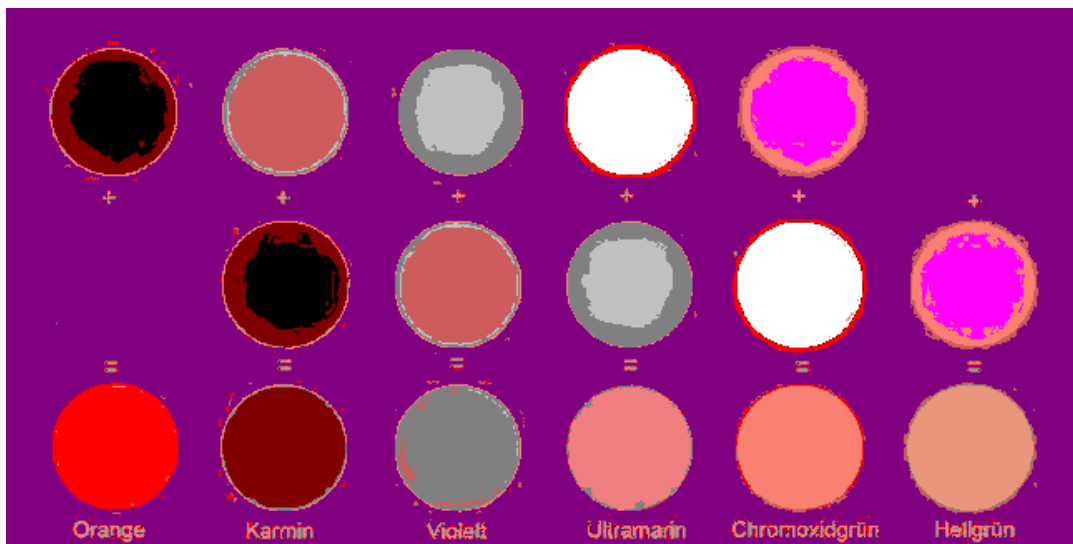 + + + + + +
= = = = = =
Orange Karmin Violett Ultramarin Chromoxidgrün Hellgrün